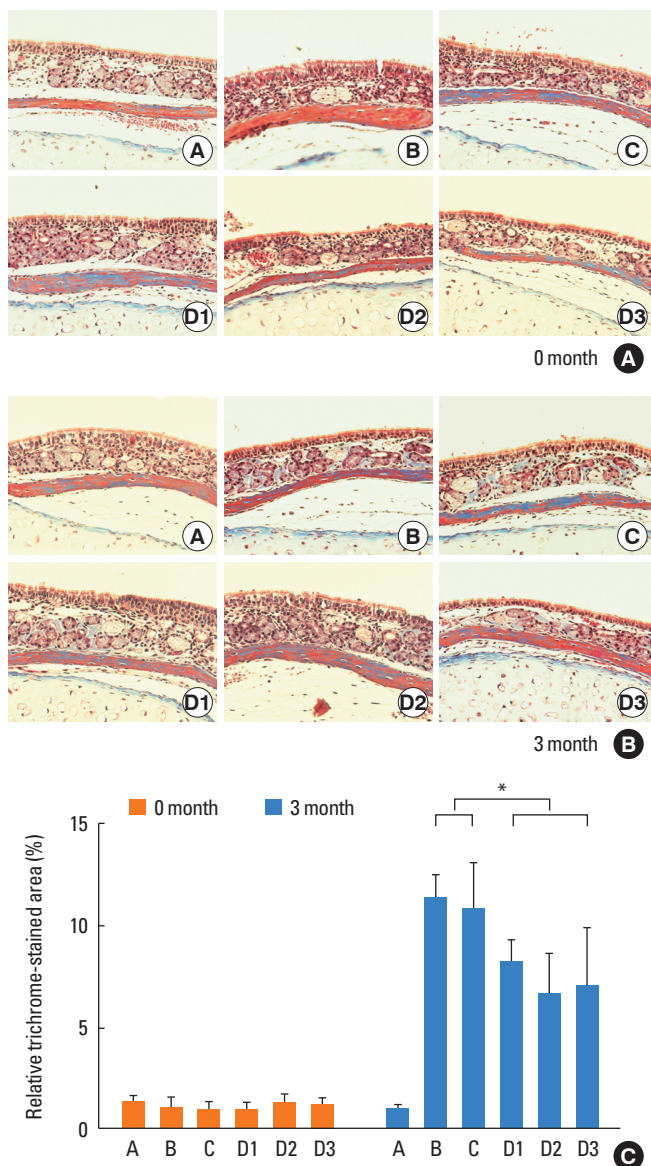 A B C
D1 D2 D3
0 month A
A B C
D1 D2 D3
3 month B
0 month 3 month
*
15
10
5
0
Relative trichrome-stained area (%)
A B C D1 D2 D3 A B C D1 D2 D3 C